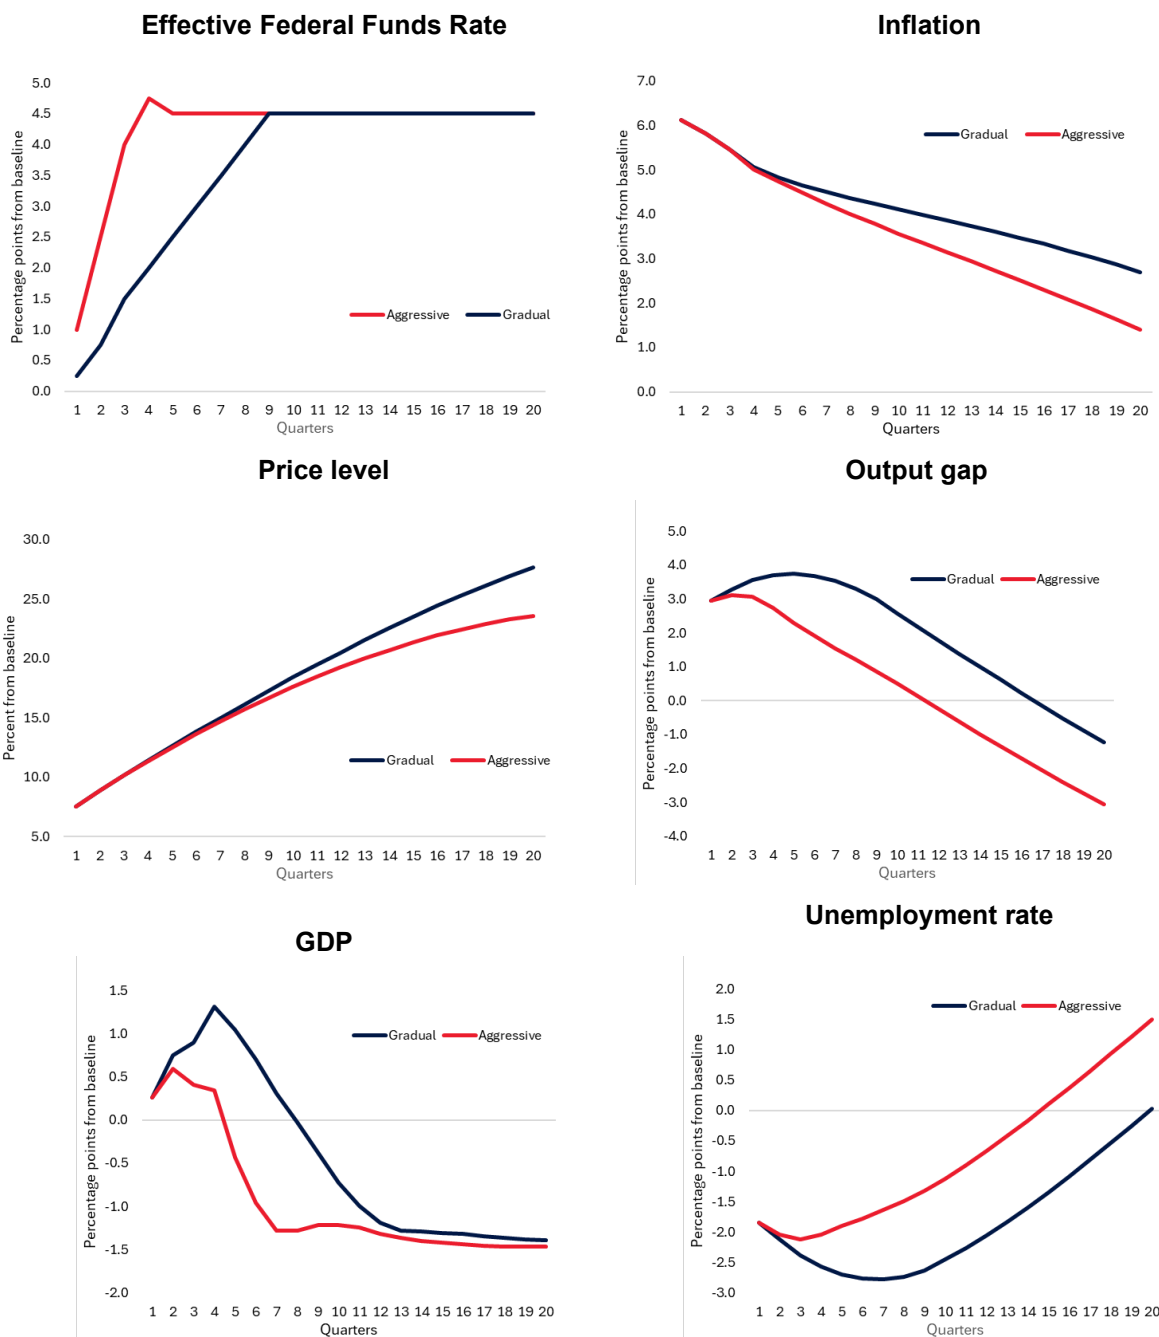 Effective Federal Funds Rate
Percentage points from baseline
5.0
4.5
4.0
3.5
3.0
2.5
2.0
1.5
1.0
0.5
0.0
Aggressive Gradual
1 2 3 4 5 6 7 8 9 10 11 12 13 14 15 16 17 18 19 20
Quarters
Inflation
Percentage points from baseline
7.0
6.0
5.0
4.0
3.0
2.0
1.0
0.0
Gradual Aggressive
1 2 3 4 5 6 7 8 9 10 11 12 13 14 15 16 17 18 19 20
Quarters
Price level
Percent from baseline
30.0
25.0
20.0
15.0
10.0
5.0
Gradual Aggressive
1 2 3 4 5 6 7 8 9 10 11 12 13 14 15 16 17 18 19 20
Quarters
Output gap
Percentage points from baseline
5.0
4.0
3.0
2.0
1.0
0.0
-1.0
-2.0
-3.0
-4.0
Gradual Aggressive
1 2 3 4 5 6 7 8 9 10 11 12 13 14 15 16 17 18 19 20
Quarters
GDP
Percentage points from baseline
1.5
1.0
0.5
0.0
-0.5
-1.0
-1.5
-2.0
Gradual Aggressive
1 2 3 4 5 6 7 8 9 10 11 12 13 14 15 16 17 18 19 20
Quarters
Unemployment rate
Percentage points from baseline
2.0
1.5
1.0
0.5
0.0
-0.5
-1.0
-1.5
-2.0
-2.5
-3.0
Gradual Aggressive
1 2 3 4 5 6 7 8 9 10 11 12 13 14 15 16 17 18 19 20
Quarters